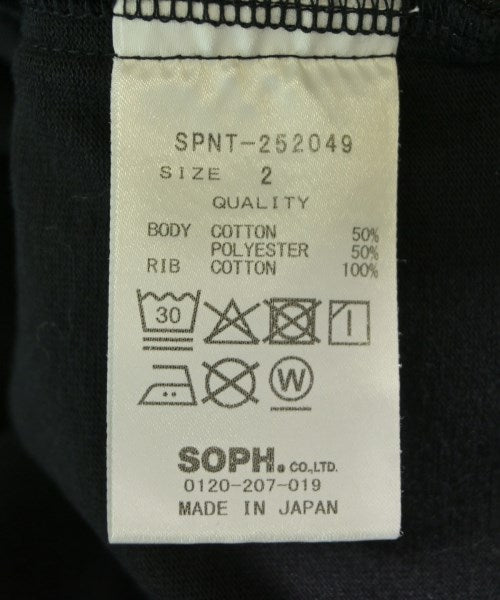 SPNT-252049
SIZE 2
QUALITY
BODY COTTON 50%
POLYESTER 50%
RIB COTTON 100%
30
W
SOPH. CO.,LTD.
0120-207-019
MADE IN JAPAN